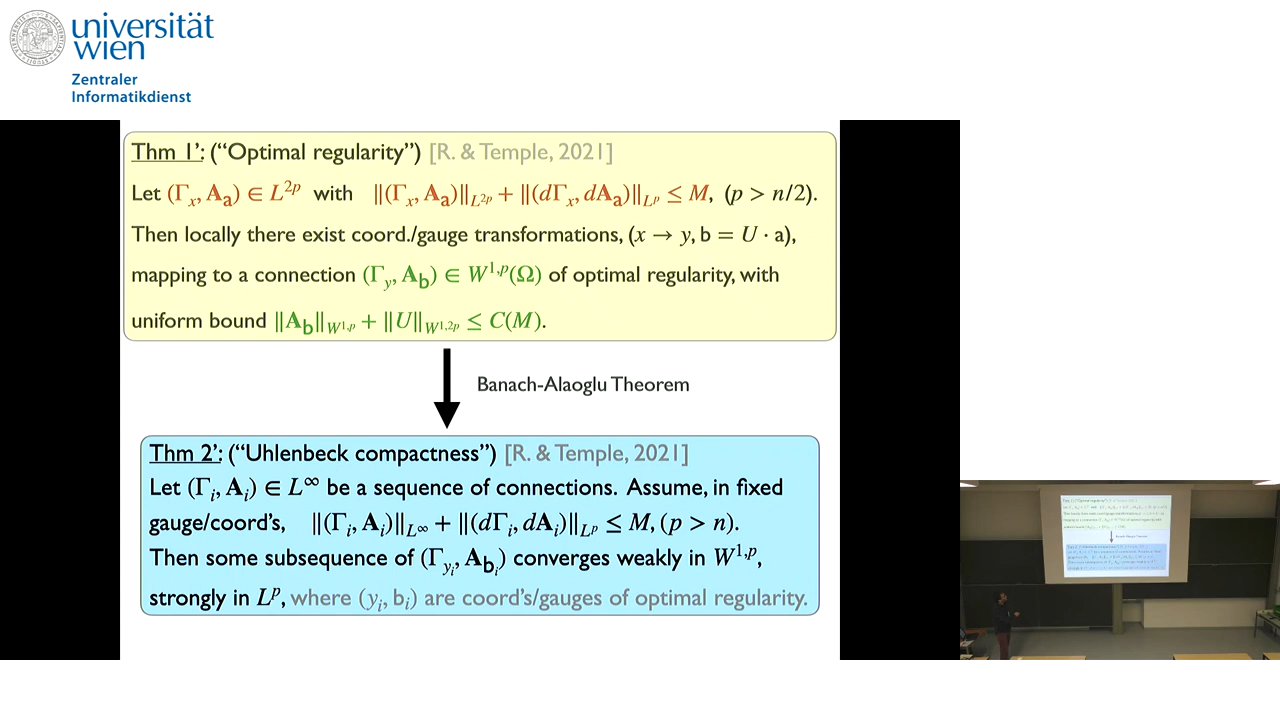 universität
wien
Zentraler
Informatikdienst
Thm 1': ("Optimal regularity") [R. & Temple, 2021]
Let (Γ_x, A_a) ∈ L^{2p} with ‖(Γ_x, A_a)‖_{L^{2p}} + ‖(dΓ_x, dA_a)‖_{L^p} ≤ M, (p > n/2).
Then locally there exist coord./gauge transformations, (x → y, b = U · a),
mapping to a connection (Γ_y, A_b) ∈ W^{1,p}(Ω) of optimal regularity, with
uniform bound ‖A_b‖_{W^{1,p}} + ‖U‖_{W^{1,2p}} ≤ C(M).
Banach-Alaoglu Theorem
Thm 2': ("Uhlenbeck compactness") [R. & Temple, 2021]
Let (Γ_i, A_i) ∈ L^∞ be a sequence of connections. Assume, in fixed
gauge/coord's, ‖(Γ_i, A_i)‖_{L^∞} + ‖(dΓ_i, dA_i)‖_{L^p} ≤ M, (p > n).
Then some subsequence of (Γ_{y_i}, A_{b_i}) converges weakly in W^{1,p},
strongly in L^p, where (y_i, b_i) are coord's/gauges of optimal regularity.